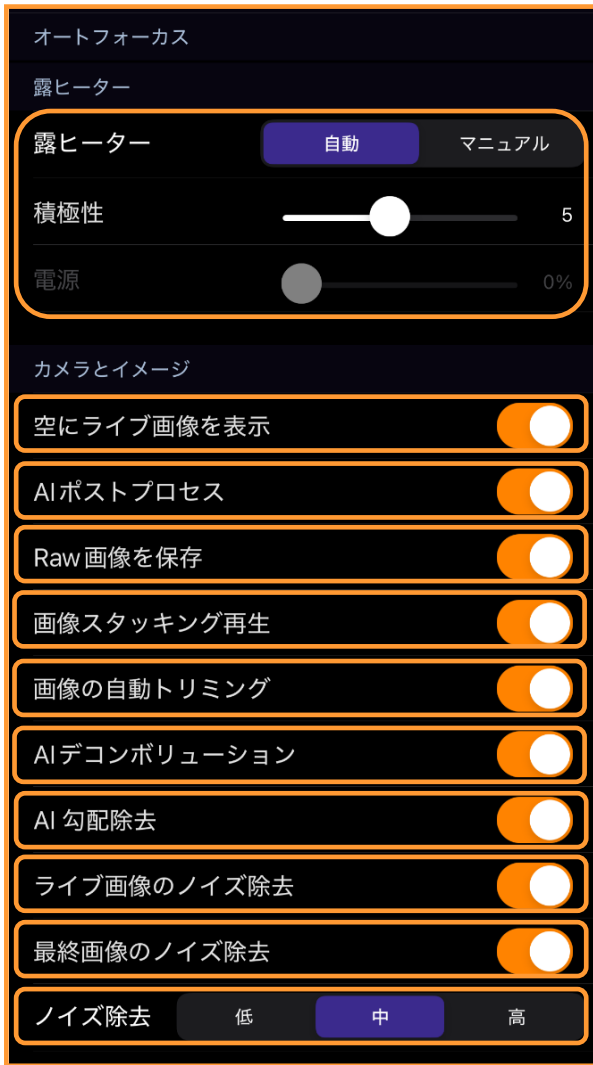 オートフォーカス
露ヒーター
露ヒーター 自動 マニュアル
積極性 5
電源 0%
カメラとイメージ
空にライブ画像を表示
AIポストプロセス
Raw画像を保存
画像スタッキング再生
画像の自動トリミング
AIデコンボリューション
AI 勾配除去
ライブ画像のノイズ除去
最終画像のノイズ除去
ノイズ除去 低 中 高